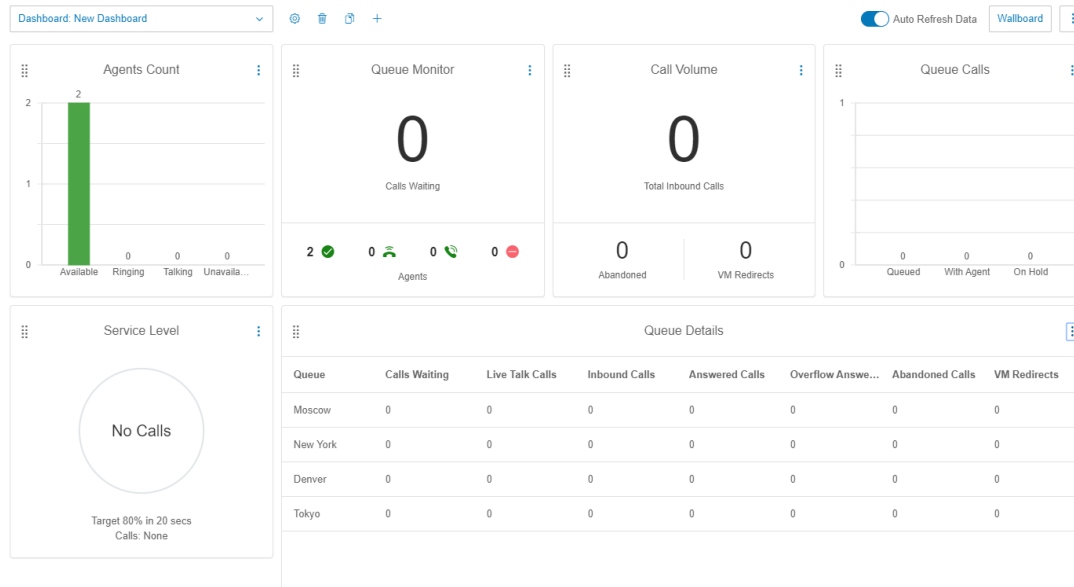 Dashboard: New Dashboard
Auto Refresh Data
Wallboard
Agents Count
2
2
1
0
0
0
0
Available
Ringing
Talking
Unavaila...
Queue Monitor
0
Calls Waiting
2
0
0
0
Agents
Call Volume
0
Total Inbound Calls
0
0
Abandoned
VM Redirects
Queue Calls
1
0
0
0
0
Queued
With Agent
On Hold
Service Level
No Calls
Target 80% in 20 secs
Calls: None
Queue Details
Queue Calls Waiting Live Talk Calls Inbound Calls Answered Calls Overflow Answe... Abandoned Calls VM Redirects
Moscow 0 0 0 0 0 0 0
New York 0 0 0 0 0 0 0
Denver 0 0 0 0 0 0 0
Tokyo 0 0 0 0 0 0 0